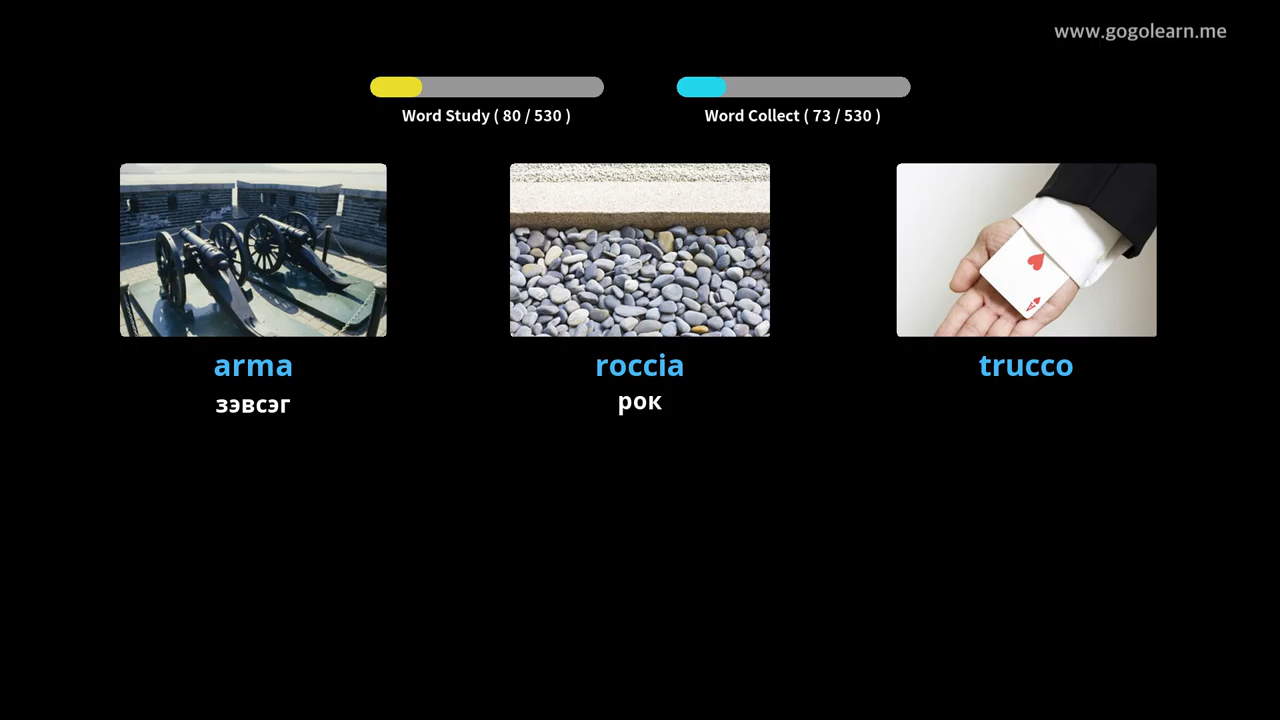 www.gogolearn.me
Word Study ( 80 / 530 )
Word Collect ( 73 / 530 )
arma
roccia
trucco
зэвсэг
рок